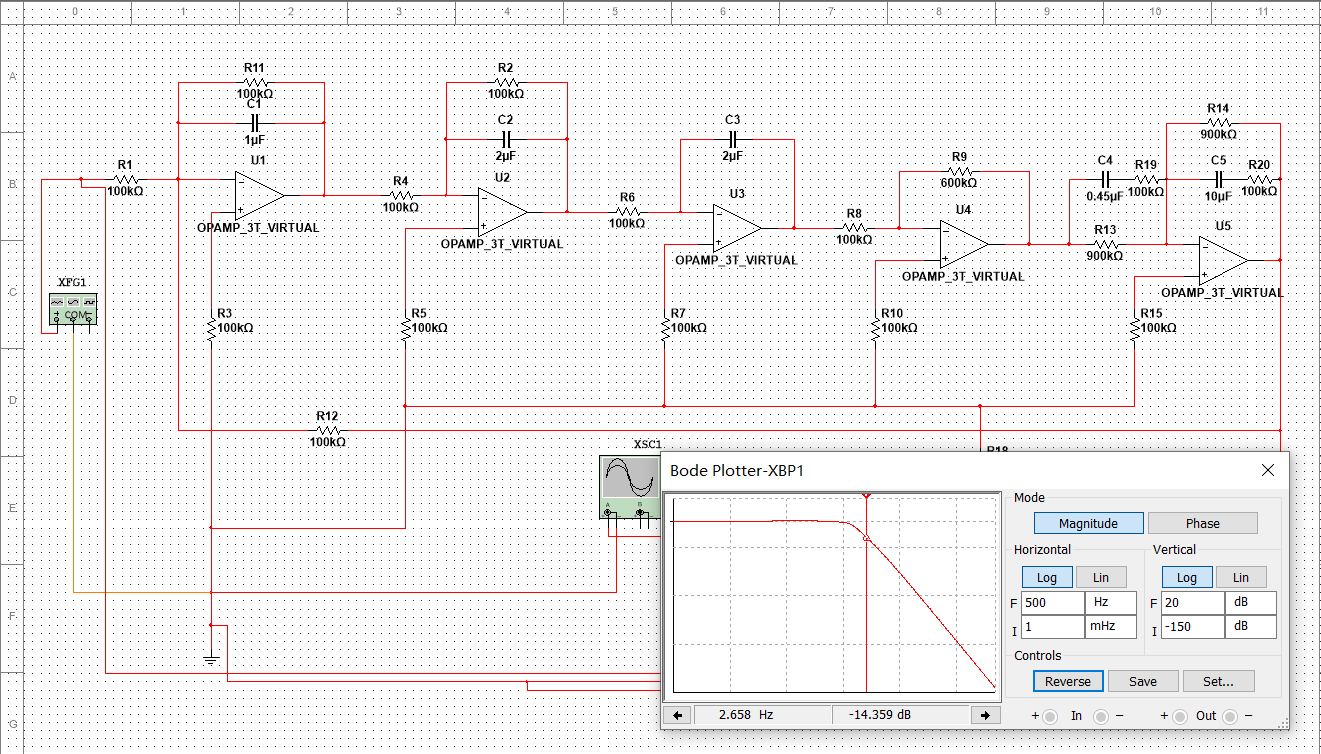 0 1 2 3 4 5 6 7 8 9 10 11
A
B
C
D
E
F
G
R11
100kΩ
C1
1μF
U1
R1
100kΩ
OPAMP_3T_VIRTUAL
R2
100kΩ
C2
2μF
U2
R4
100kΩ
OPAMP_3T_VIRTUAL
C3
2μF
U3
R6
100kΩ
OPAMP_3T_VIRTUAL
R9
600kΩ
U4
R8
100kΩ
OPAMP_3T_VIRTUAL
R14
900kΩ
C4
0.45μF
R19
100kΩ
C5
10μF
R20
100kΩ
R13
900kΩ
U5
OPAMP_3T_VIRTUAL
XFG1
COM
R3
100kΩ
R5
100kΩ
R7
100kΩ
R10
100kΩ
R15
100kΩ
R12
100kΩ
XSC1
A B
R18
Bode Plotter-XBP1
Mode
Magnitude Phase
Horizontal Vertical
Log Lin Log Lin
F 500 Hz F 20 dB
I 1 mHz I -150 dB
Controls
Reverse Save Set...
2.658 Hz -14.359 dB
+ In − + Out −